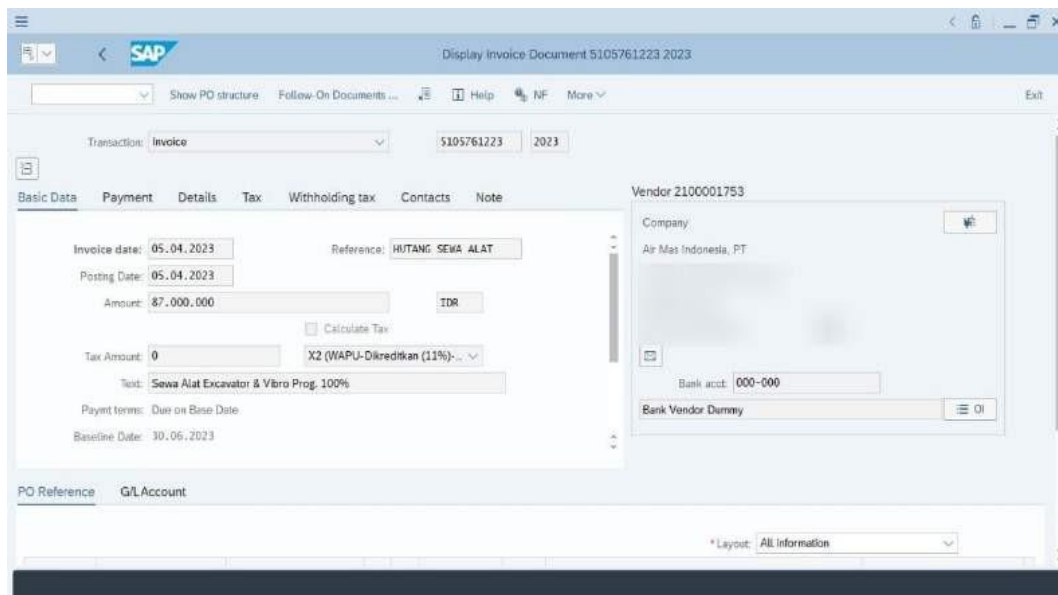 SAP
Display Invoice Document 5105761223 2023
Show PO structure Follow-On Documents ... Help NF More Exit
Transaction: Invoice 5105761223 2023
Basic Data Payment Details Tax Withholding tax Contacts Note
Invoice date: 05.04.2023 Reference: HUTANG SEWA ALAT
Posting Date: 05.04.2023
Amount: 87.000.000 IDR
Calculate Tax
Tax Amount: 0 X2 (WAPU-Dikreditkan (11%)-..
Text: Sewa Alat Excavator & Vibro Prog. 100%
Paymt terms: Due on Base Date
Baseline Date: 30.06.2023
Vendor 2100001753
Company
Air Mas Indonesia, PT
Bank acct: 000-000
Bank Vendor Dummy OI
PO Reference G/L Account
*Layout: All information